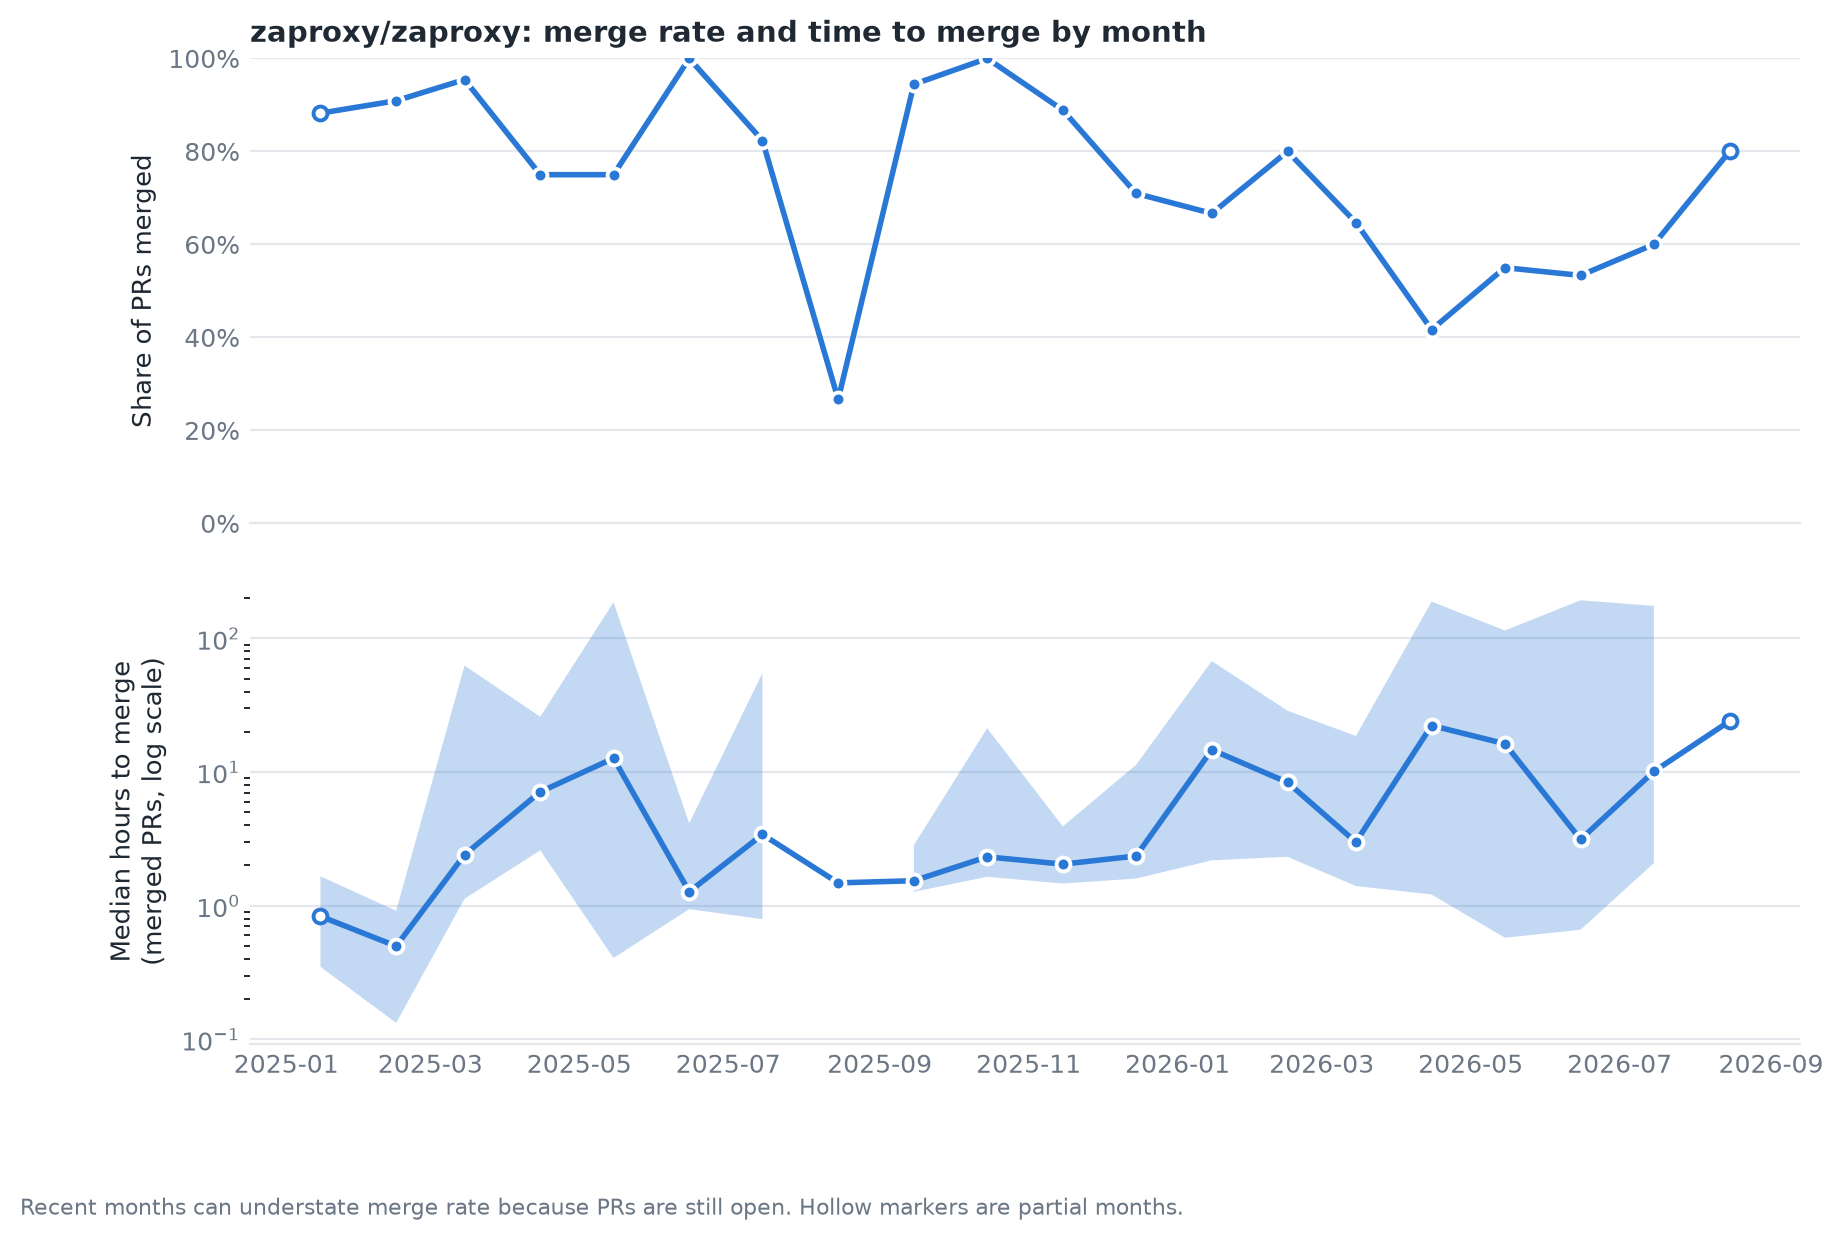 zaproxy/zaproxy: merge rate and time to merge by month
Share of PRs merged
100%
80%
60%
40%
20%
0%
Median hours to merge
(merged PRs, log scale)
10²
10¹
10⁰
10⁻¹
2025-01 2025-03 2025-05 2025-07 2025-09 2025-11 2026-01 2026-03 2026-05 2026-07 2026-09
Recent months can understate merge rate because PRs are still open. Hollow markers are partial months.